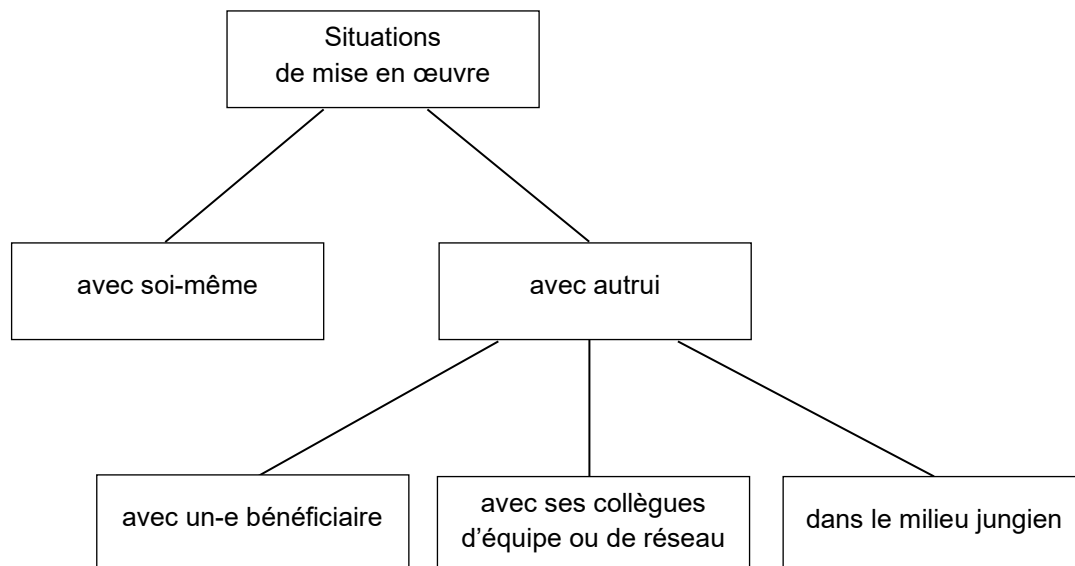 Situations
de mise en œuvre
avec soi-même
avec autrui
avec un-e bénéficiaire
avec ses collègues
d’équipe ou de réseau
dans le milieu jungien